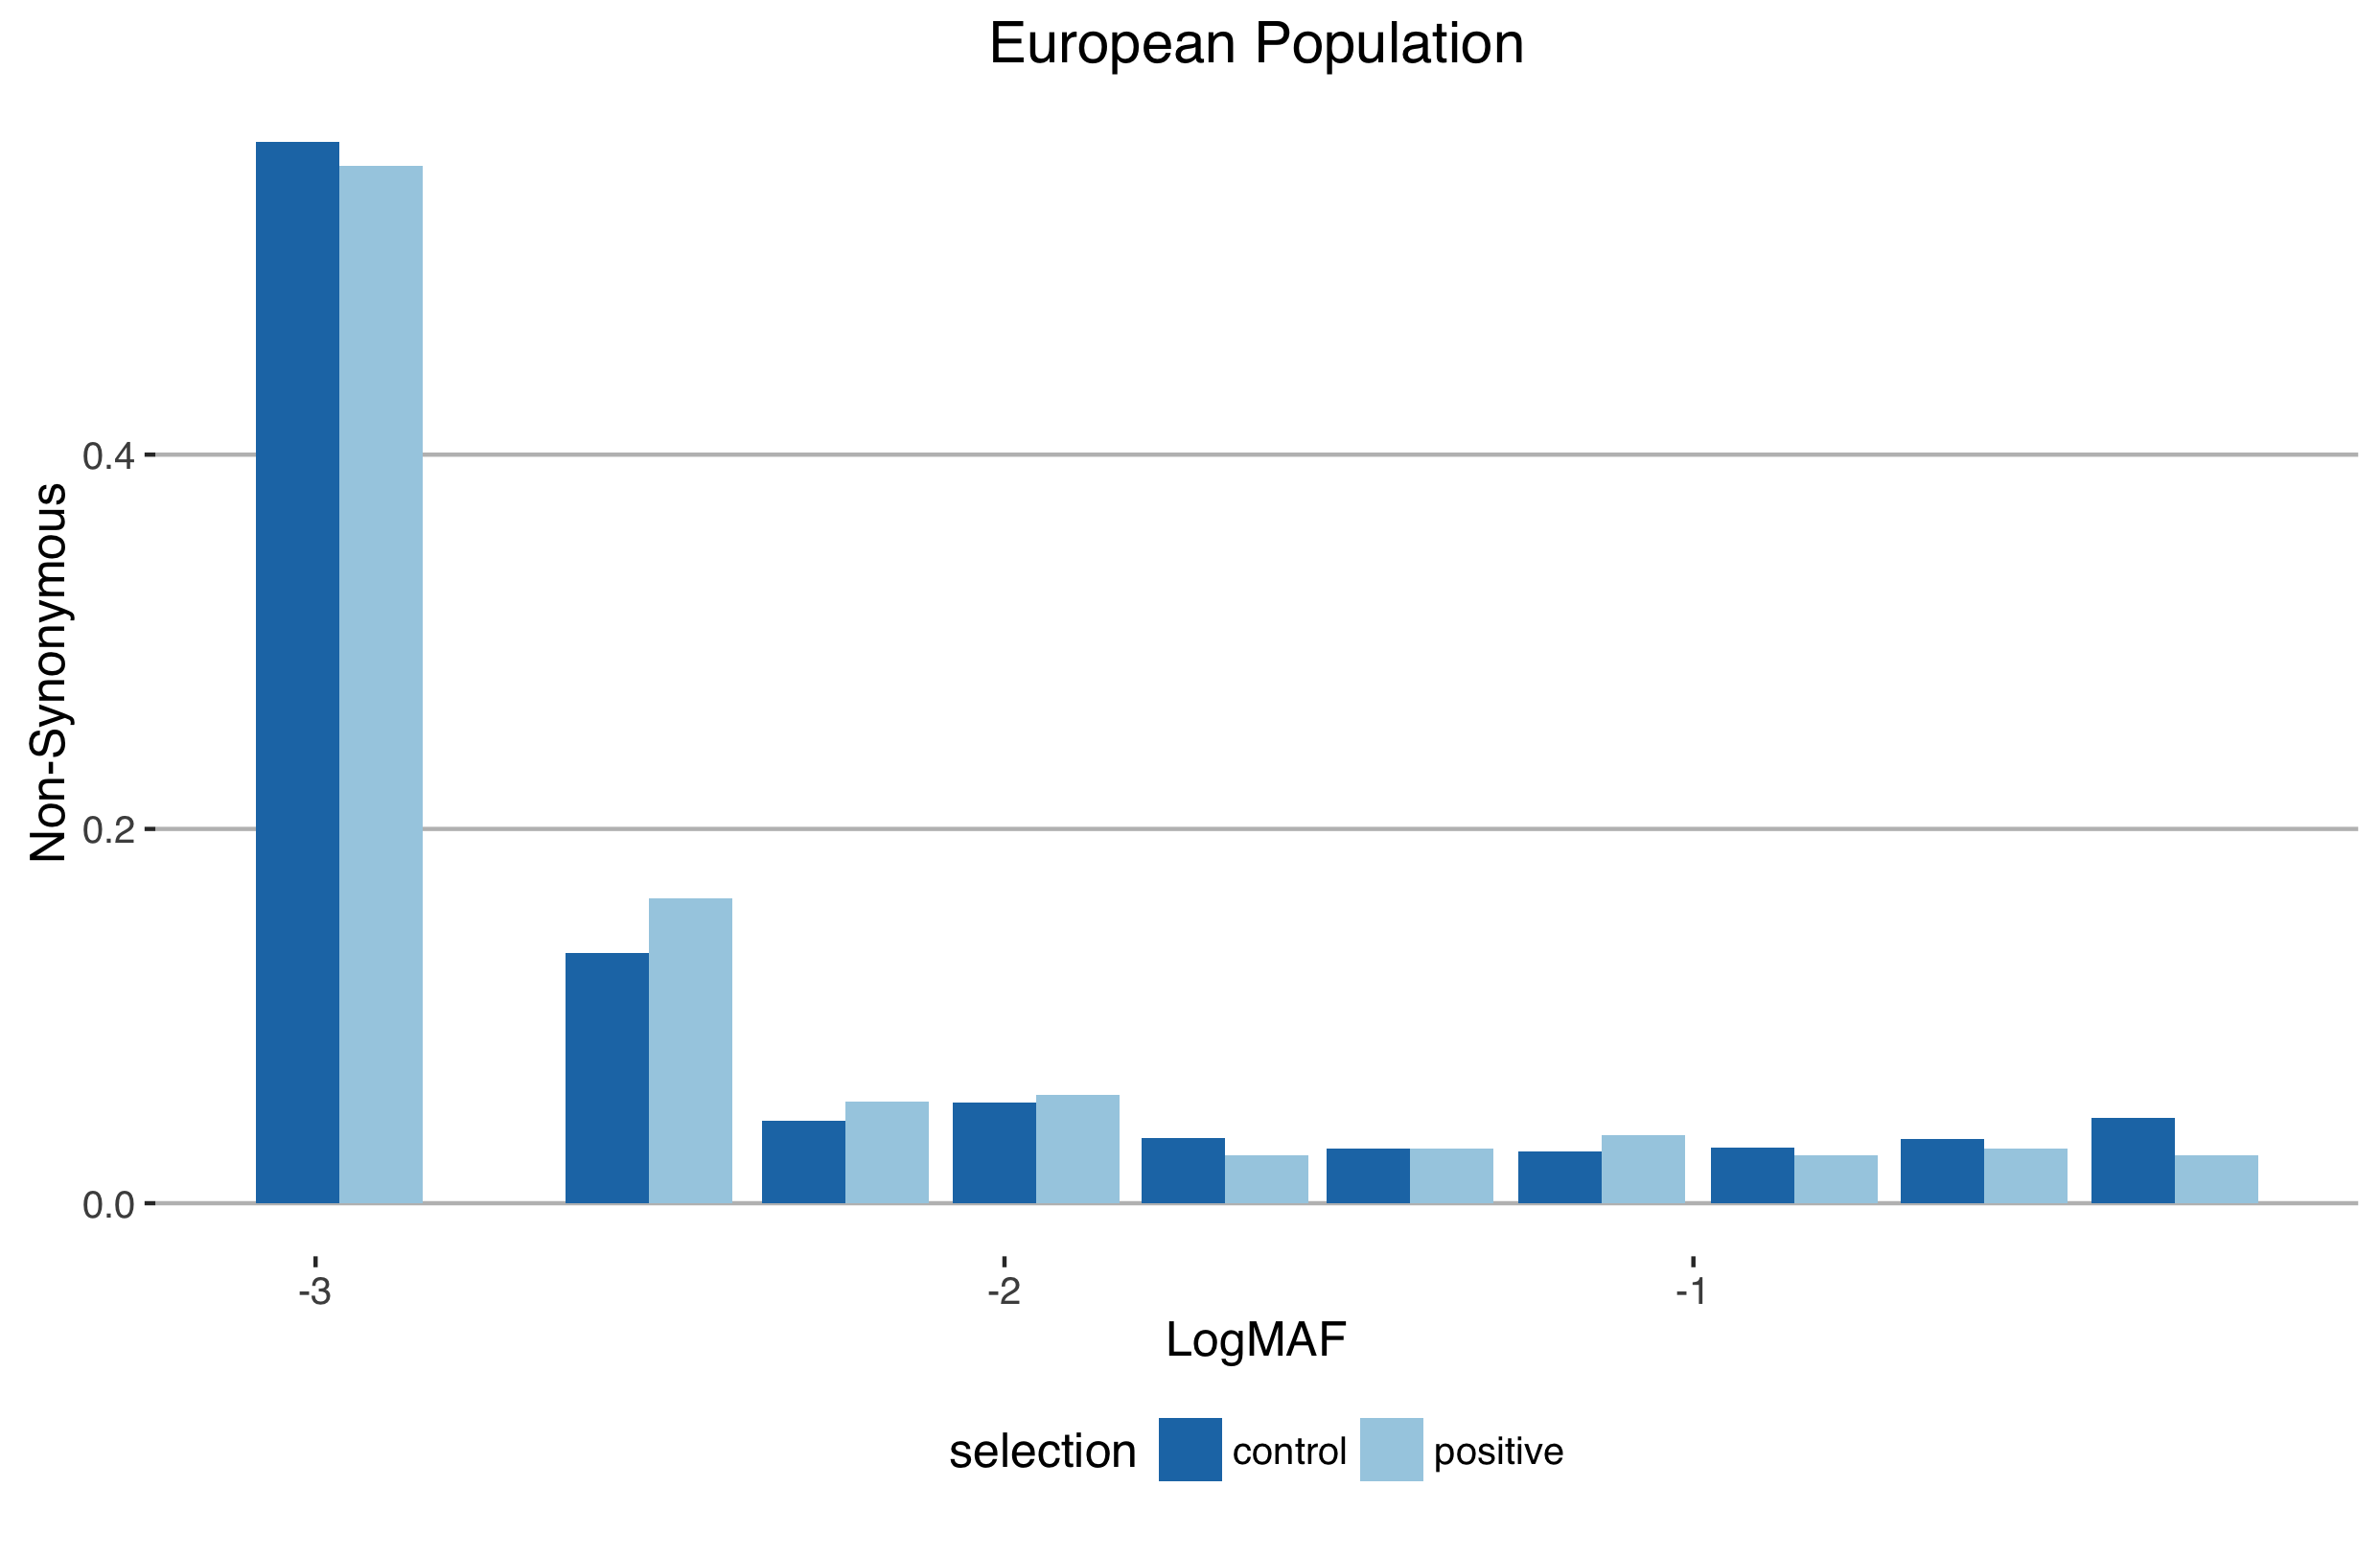 European Population
Non-Synonymous
0.4
0.2
0.0
-3
-2
-1
LogMAF
selection control positive